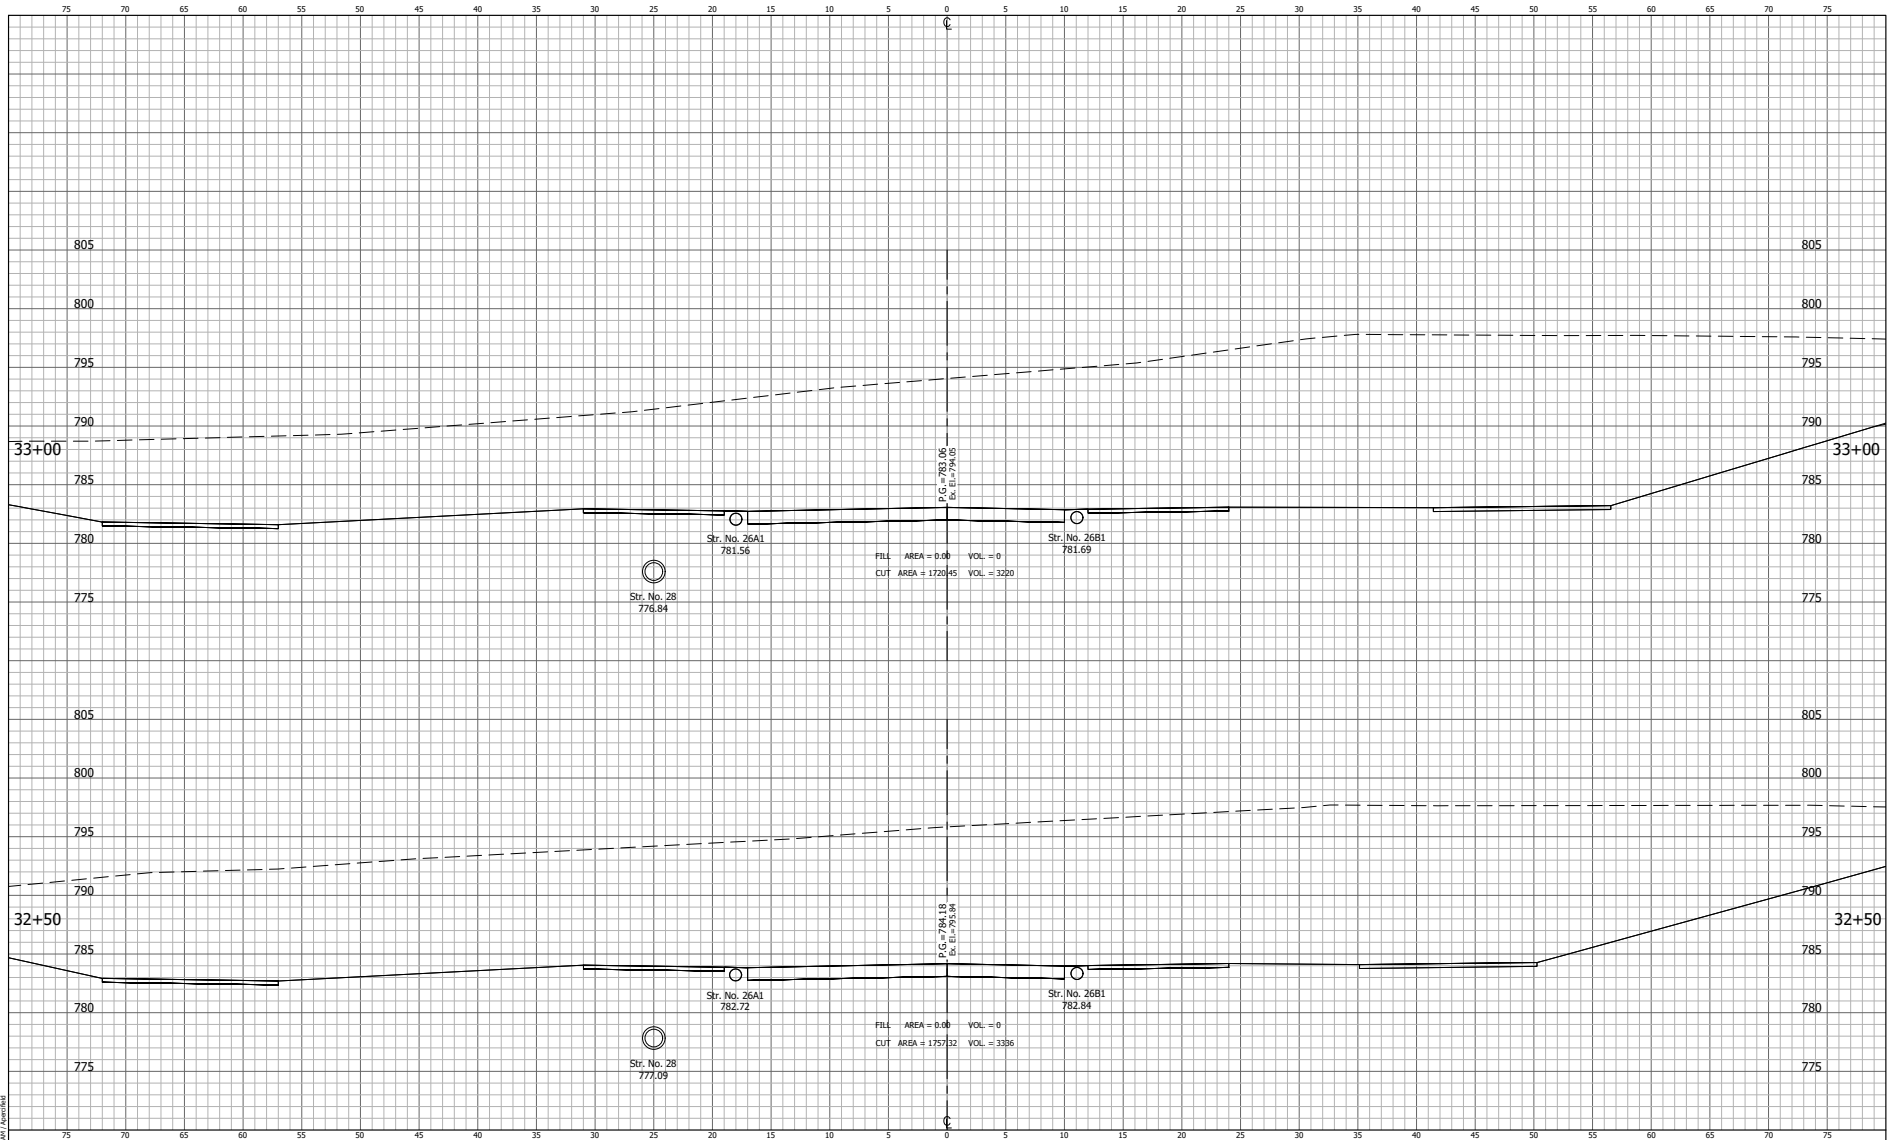 75 70 65 60 55 50 45 40 35 30 25 20 15 10 5 0 5 10 15 20 25 30 35 40 45 50 55 60 65 70 75
℄
805 805
800 800
795 795
790 790
33+00 33+00
P.G.=783.06
Ex. El.=794.05
785 785
780 780
Str. No. 26A1
781.56
Str. No. 26B1
781.69
FILL AREA = 0.00 VOL. = 0
CUT AREA = 1720.45 VOL. = 3220
775 775
Str. No. 28
776.84
805 805
800 800
795 795
790 790
32+50 32+50
P.G.=784.18
Ex. El.=795.84
785 785
780 780
Str. No. 26A1
782.72
Str. No. 26B1
782.84
FILL AREA = 0.00 VOL. = 0
CUT AREA = 1757.32 VOL. = 3336
775 775
Str. No. 28
777.09
℄
75 70 65 60 55 50 45 40 35 30 25 20 15 10 5 0 5 10 15 20 25 30 35 40 45 50 55 60 65 70 75